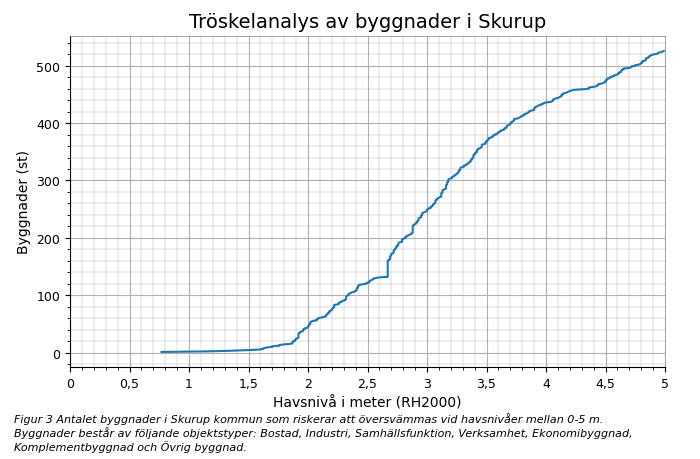 Tröskelanalys av byggnader i Skurup
500
400
300
200
100
0
Byggnader (st)
0 0,5 1 1,5 2 2,5 3 3,5 4 4,5 5
Havsnivå i meter (RH2000)
Figur 3 Antalet byggnader i Skurup kommun som riskerar att översvämmas vid havsnivåer mellan 0-5 m.
Byggnader består av följande objektstyper: Bostad, Industri, Samhällsfunktion, Verksamhet, Ekonomibyggnad,
Komplementbyggnad och Övrig byggnad.